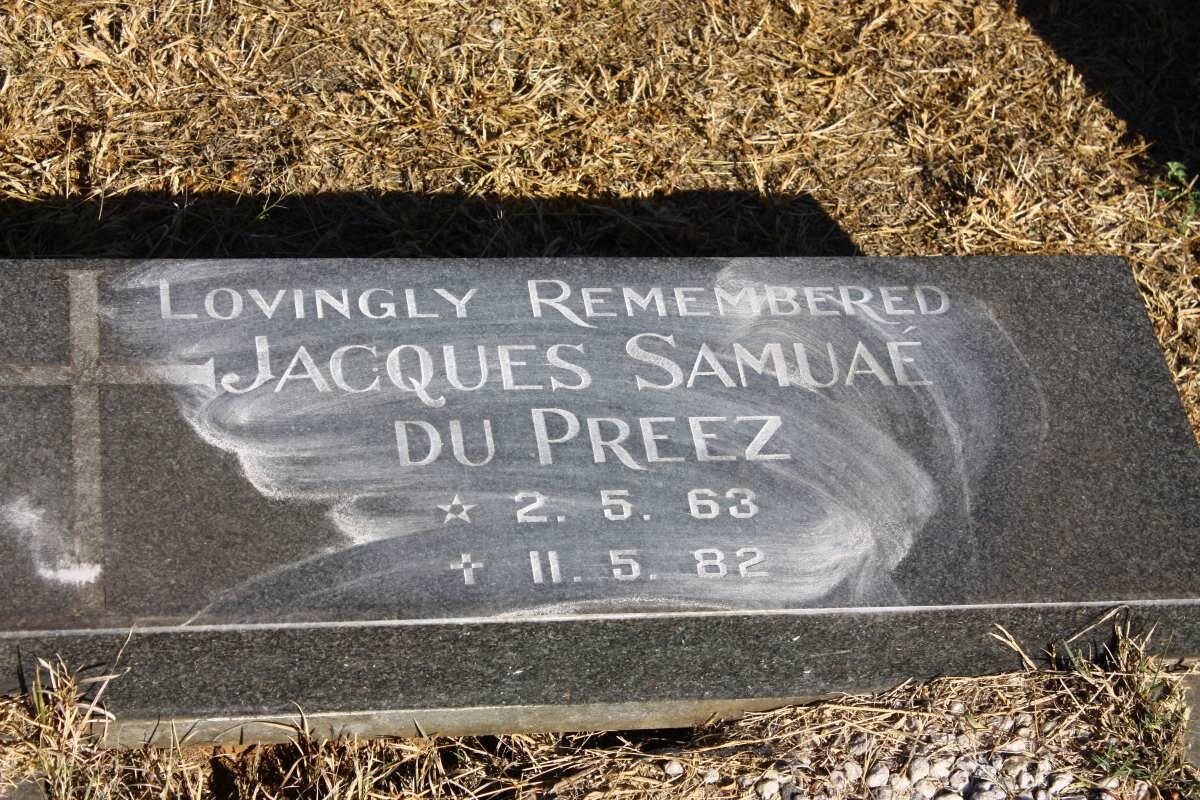 LOVINGLY REMEMBERED
JACQUES SAMUAÉ
DU PREEZ
☆ 2. 5. 63
✝ 11. 5. 82